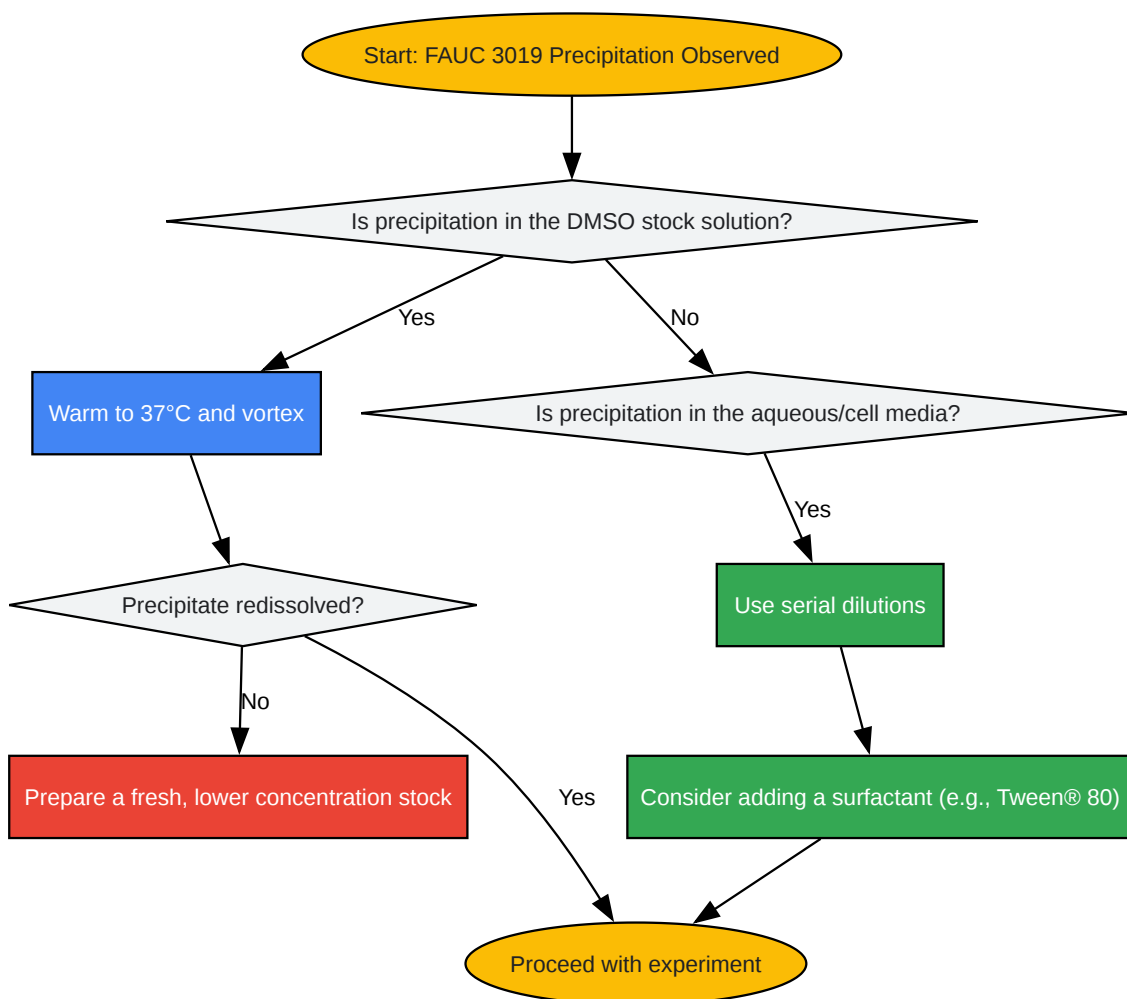 Start: FAUC 3019 Precipitation Observed
Is precipitation in the DMSO stock solution?
Yes
No
Warm to 37°C and vortex
Is precipitation in the aqueous/cell media?
Yes
Precipitate redissolved?
Use serial dilutions
No
Prepare a fresh, lower concentration stock
Yes
Consider adding a surfactant (e.g., Tween® 80)
Proceed with experiment